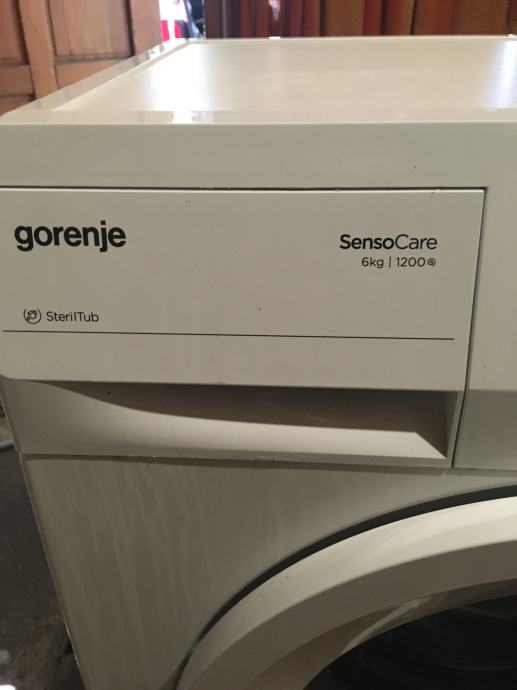 gorenje
SensoCare
6kg | 1200
SterilTub